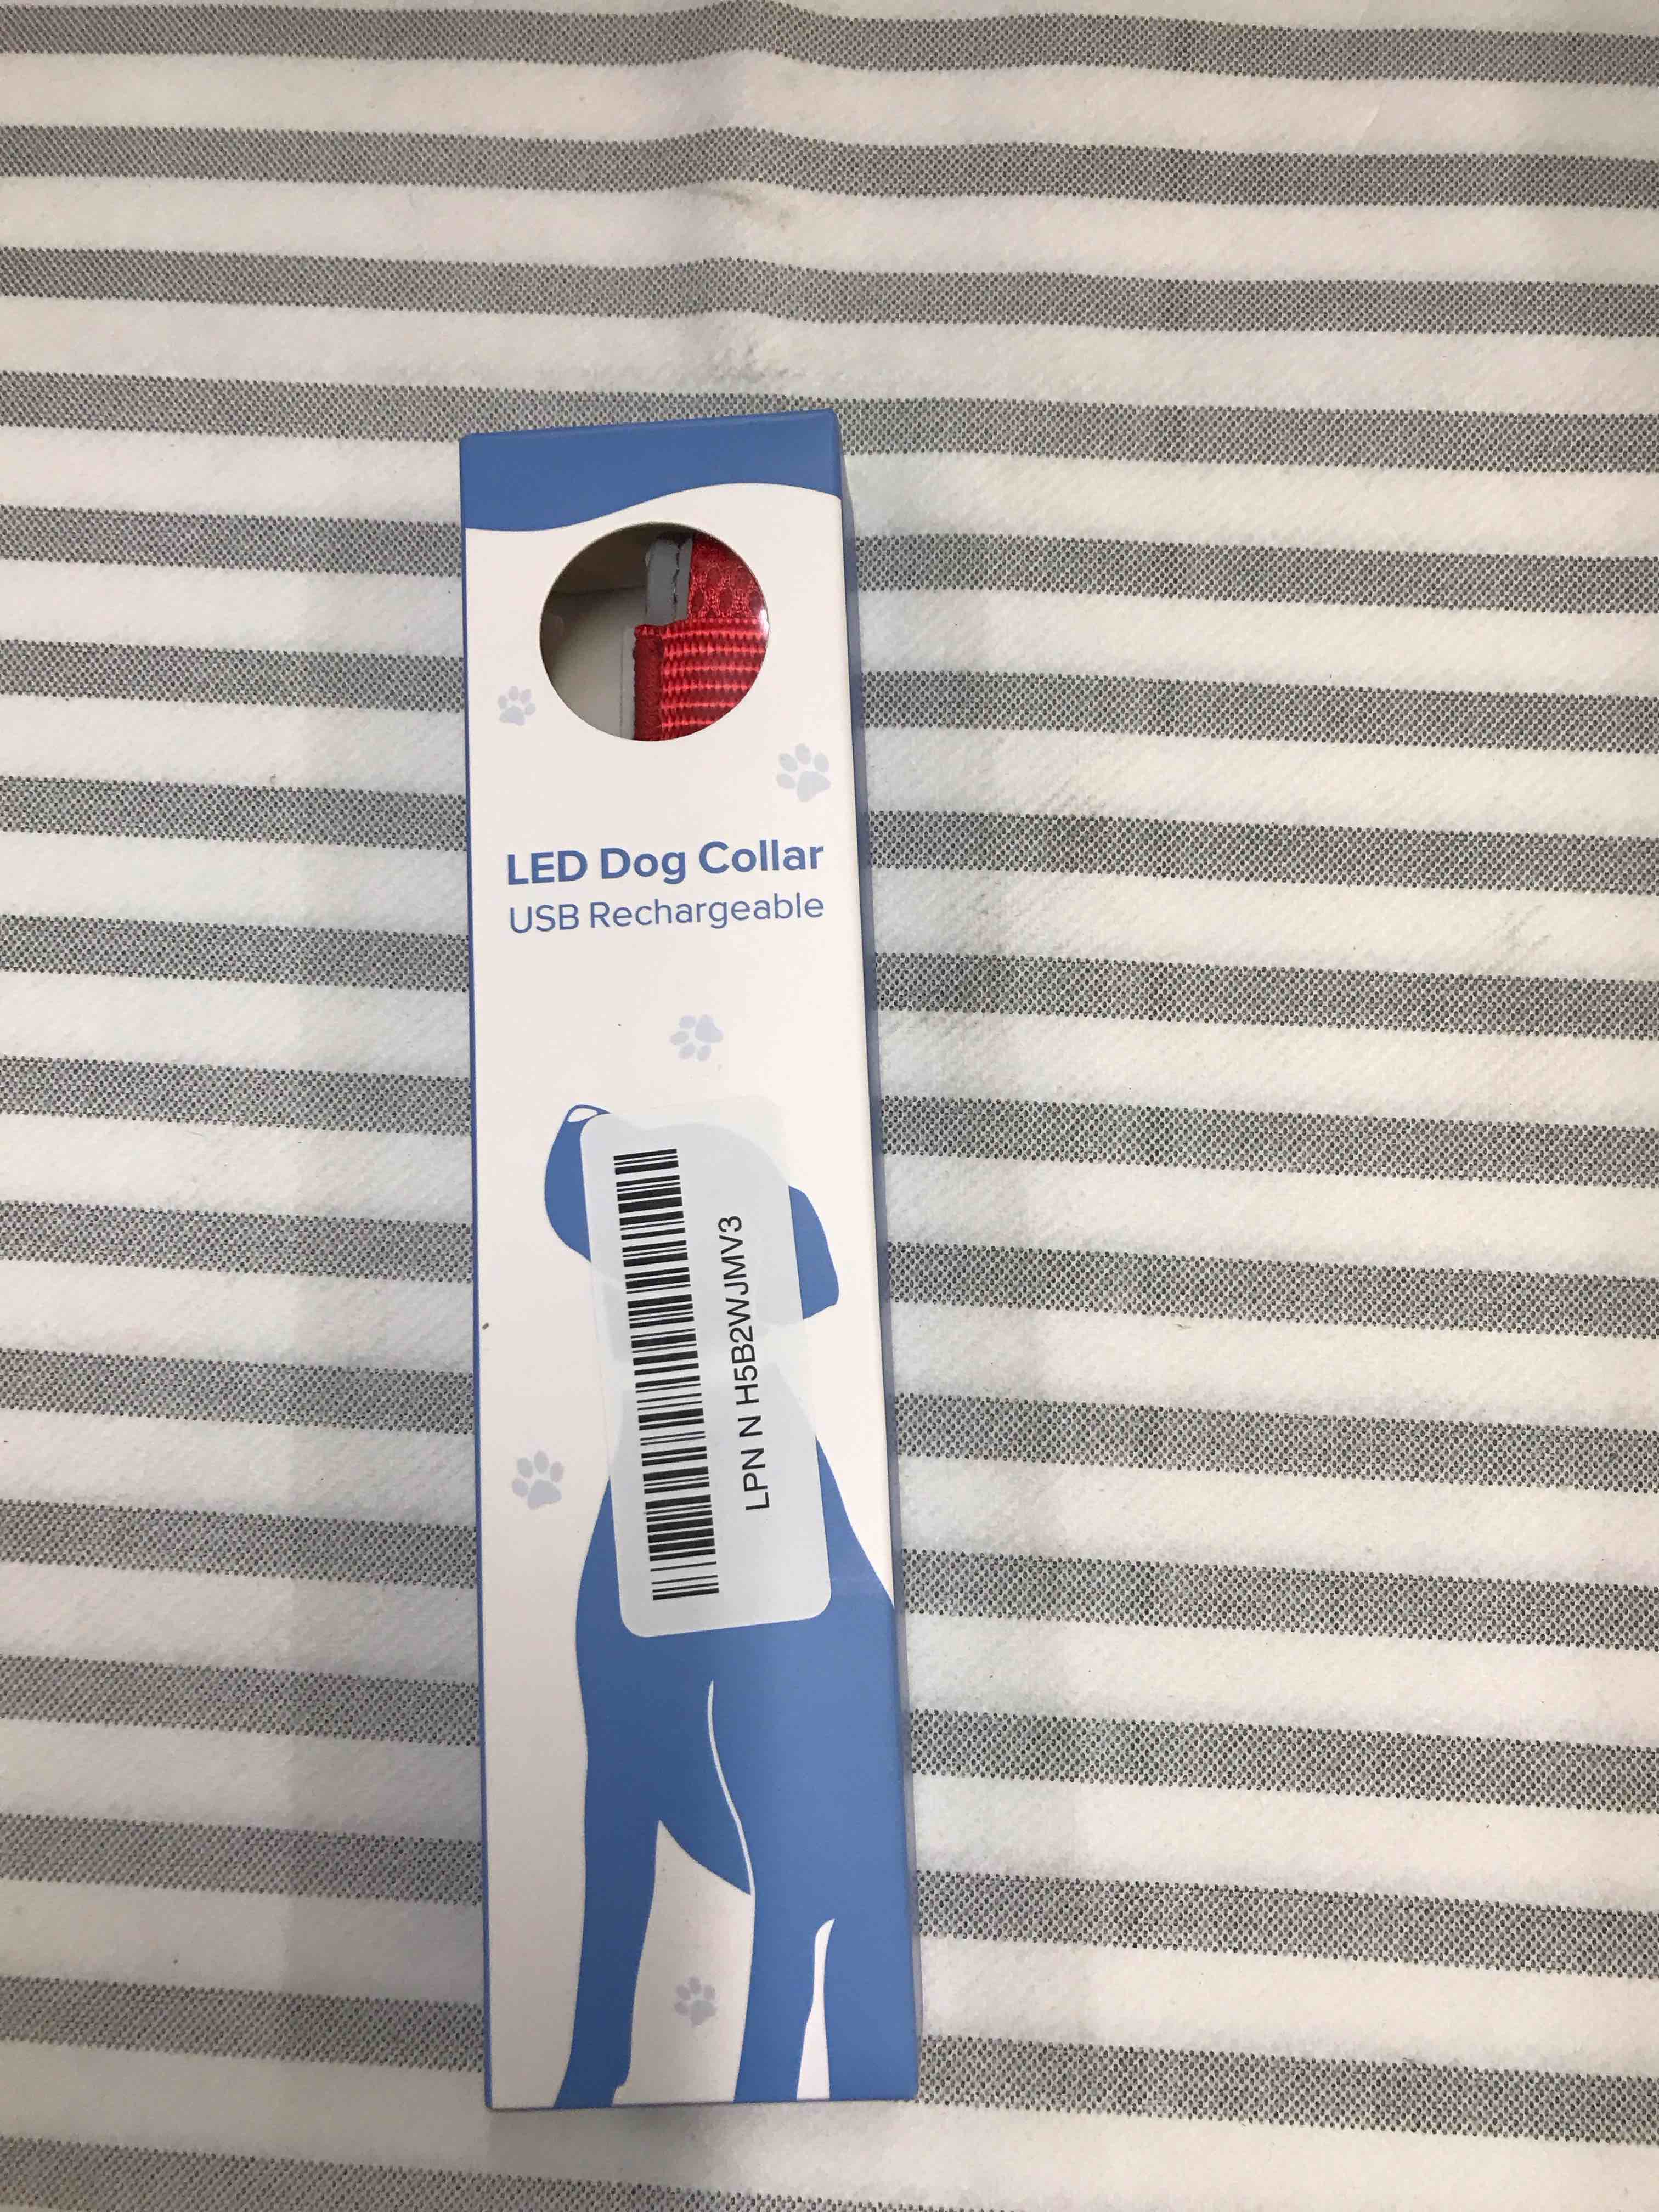 LED Dog Collar
USB Rechargeable
LPN N H5B2WJMV3